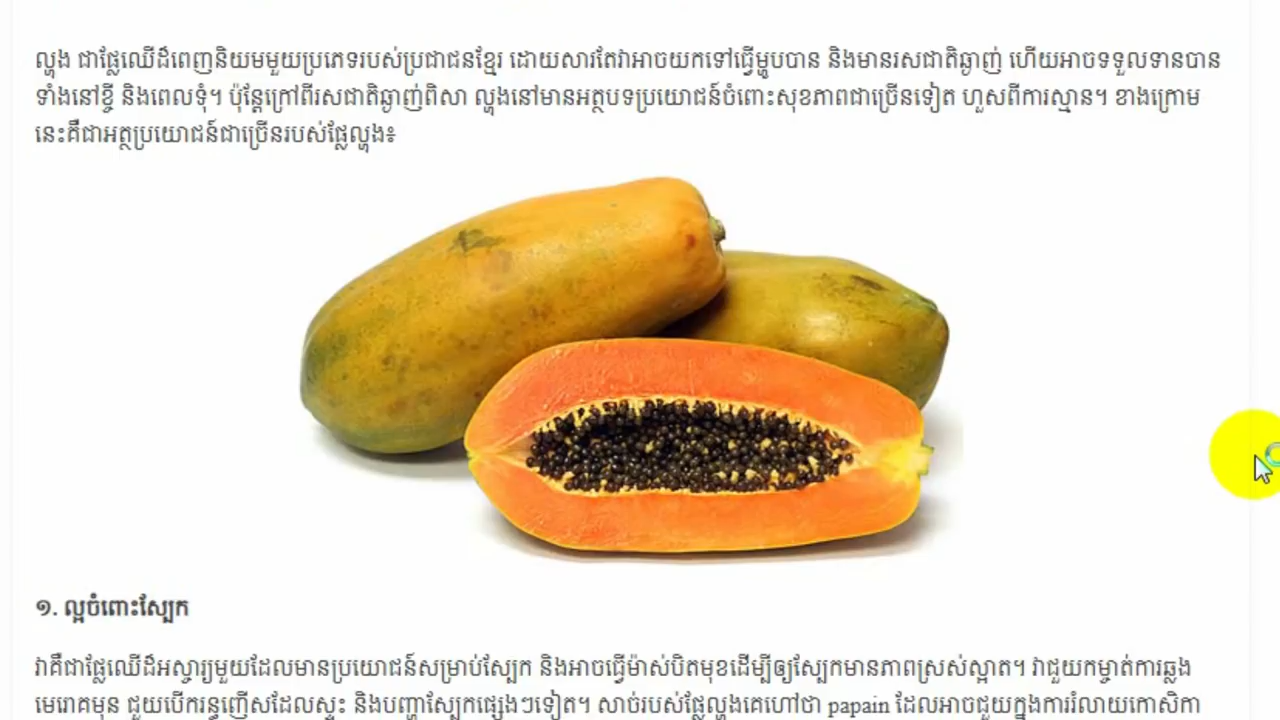 ល្ហុង ជាផ្លែឈើដ៏ពេញនិយមមួយប្រភេទរបស់ប្រជាជនខ្មែរ ដោយសារតែវាអាចយកទៅធ្វើម្ហូបបាន និងមានរសជាតិឆ្ងាញ់ ហើយអាចទទួលទានបាន
ទាំងនៅខ្ចី និងពេលទុំ។ ប៉ុន្តែក្រៅពីរសជាតិឆ្ងាញ់ពិសា ល្ហុងនៅមានអត្ថបទប្រយោជន៍ចំពោះសុខភាពជាច្រើនទៀត ហួសពីការស្មាន។ ខាងក្រោម
នេះគឺជាអត្ថប្រយោជន៍ជាច្រើនរបស់ផ្លែល្ហុង៖
១. ល្អចំពោះស្បែក
វាគឺជាផ្លែឈើដ៏អស្ចារ្យមួយដែលមានប្រយោជន៍សម្រាប់ស្បែក និងអាចធ្វើម៉ាស់បិតមុខដើម្បីឲ្យស្បែកមានភាពស្រស់ស្អាត។ វាជួយកម្ចាត់ការឆ្លង
មេរោគមុន ជួយបើករន្ធញើសដែលស្ទះ និងបញ្ហាស្បែកផ្សេងៗទៀត។ សាច់របស់ផ្លែល្ហុងគេហៅថា papain ដែលអាចជួយក្នុងការរំលាយកោសិកា